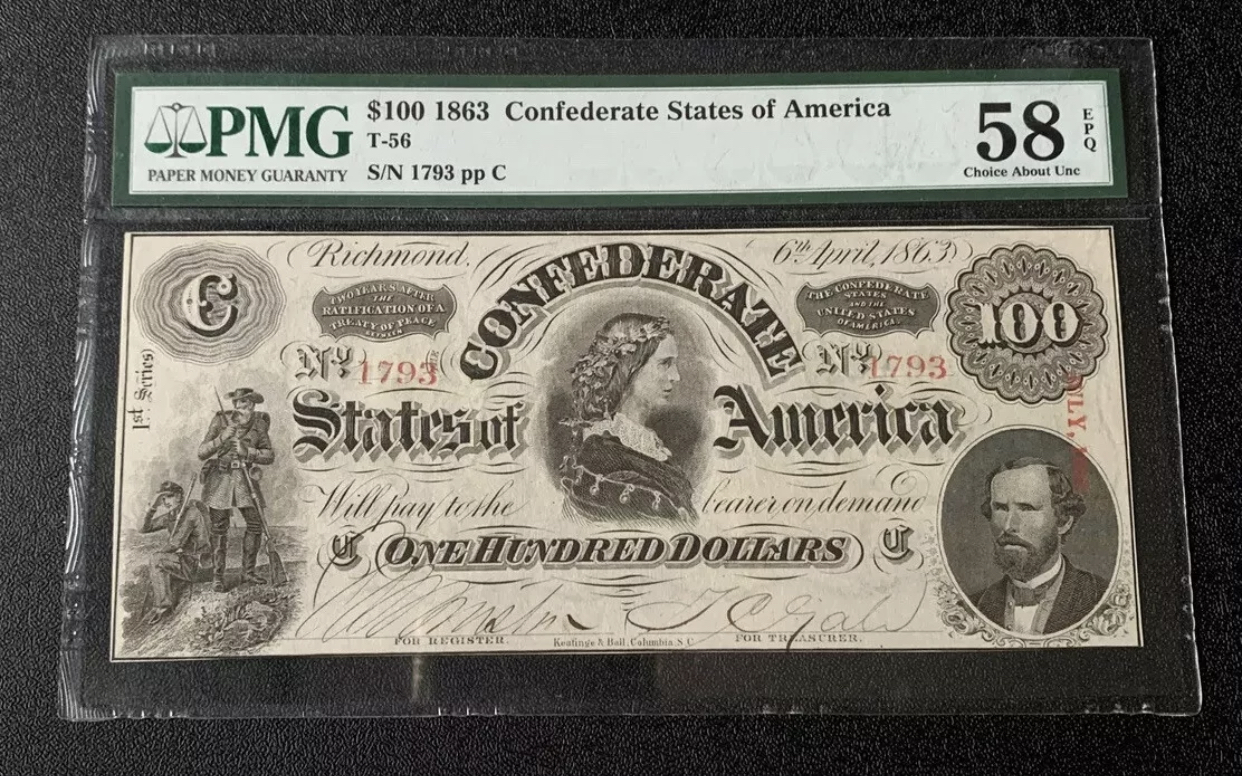 PMG
PAPER MONEY GUARANTY
$100 1863 Confederate States of America
T-56
S/N 1793 pp C
58
EPQ
Choice About Unc
C
Richmond,
6th April, 1863
100
TWO YEARS AFTER
THE
RATIFICATION OF A
TREATY OF PEACE
BETWEEN
CONFEDERATE
THE CONFEDERATE
STATES
AND THE
UNITED STATES
OF AMERICA.
No 1793
No 1793
1st Series
States of
America
Will pay to the
bearer on demand
C ONE HUNDRED DOLLARS C
FOR REGISTER.
Keatinge & Ball, Columbia S.C.
FOR TREASURER.